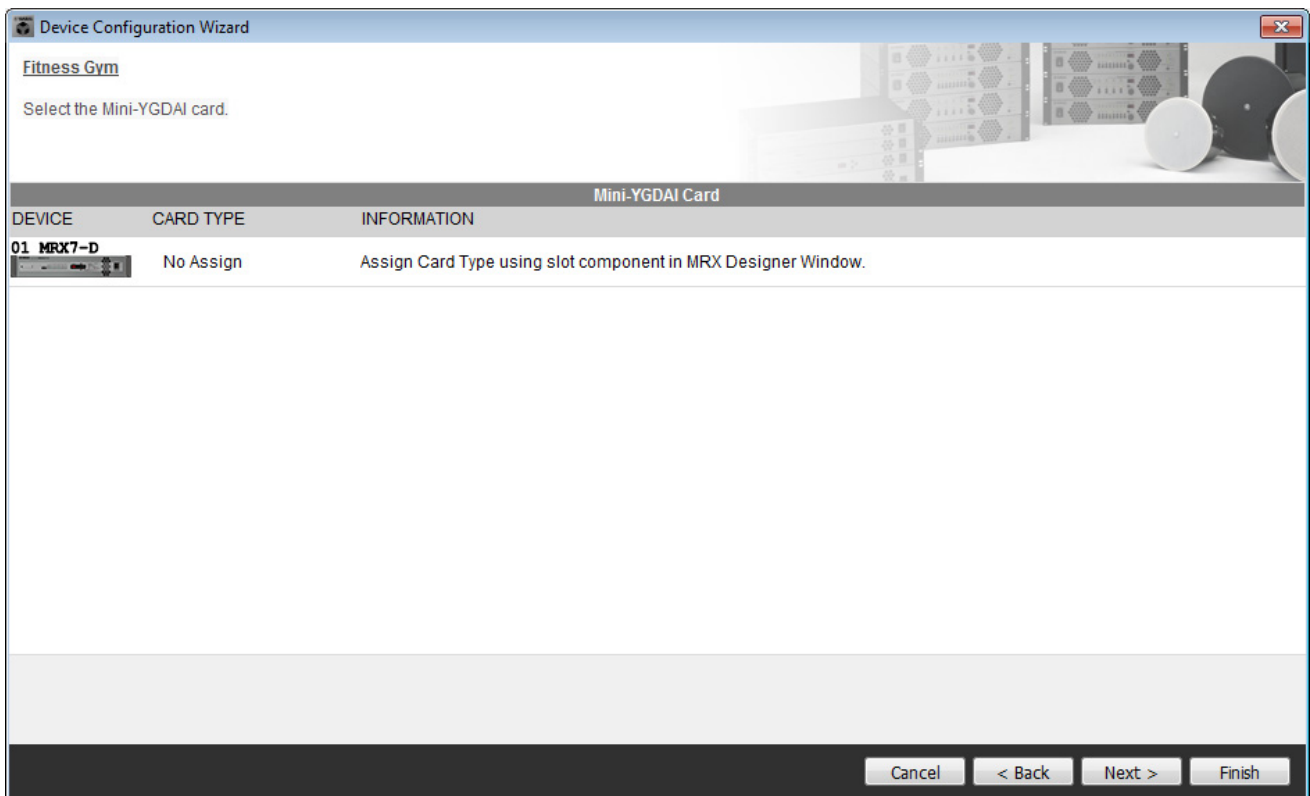 Device Configuration Wizard
Fitness Gym
Select the Mini-YGDAI card.
Mini-YGDAI Card
DEVICE CARD TYPE INFORMATION
01 MRX7-D
No Assign Assign Card Type using slot component in MRX Designer Window.
Cancel < Back Next > Finish